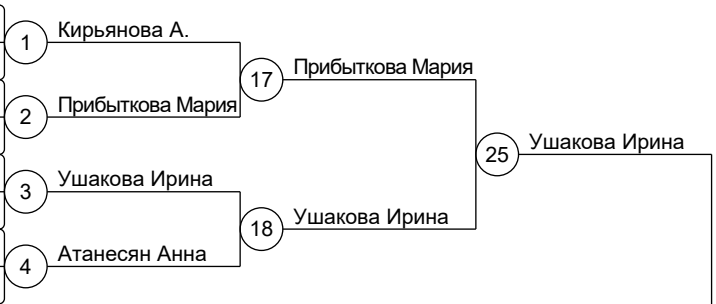 1 Кирьянова А.
17 Прибыткова Мария
2 Прибыткова Мария
25 Ушакова Ирина
3 Ушакова Ирина
18 Ушакова Ирина
4 Атанесян Анна